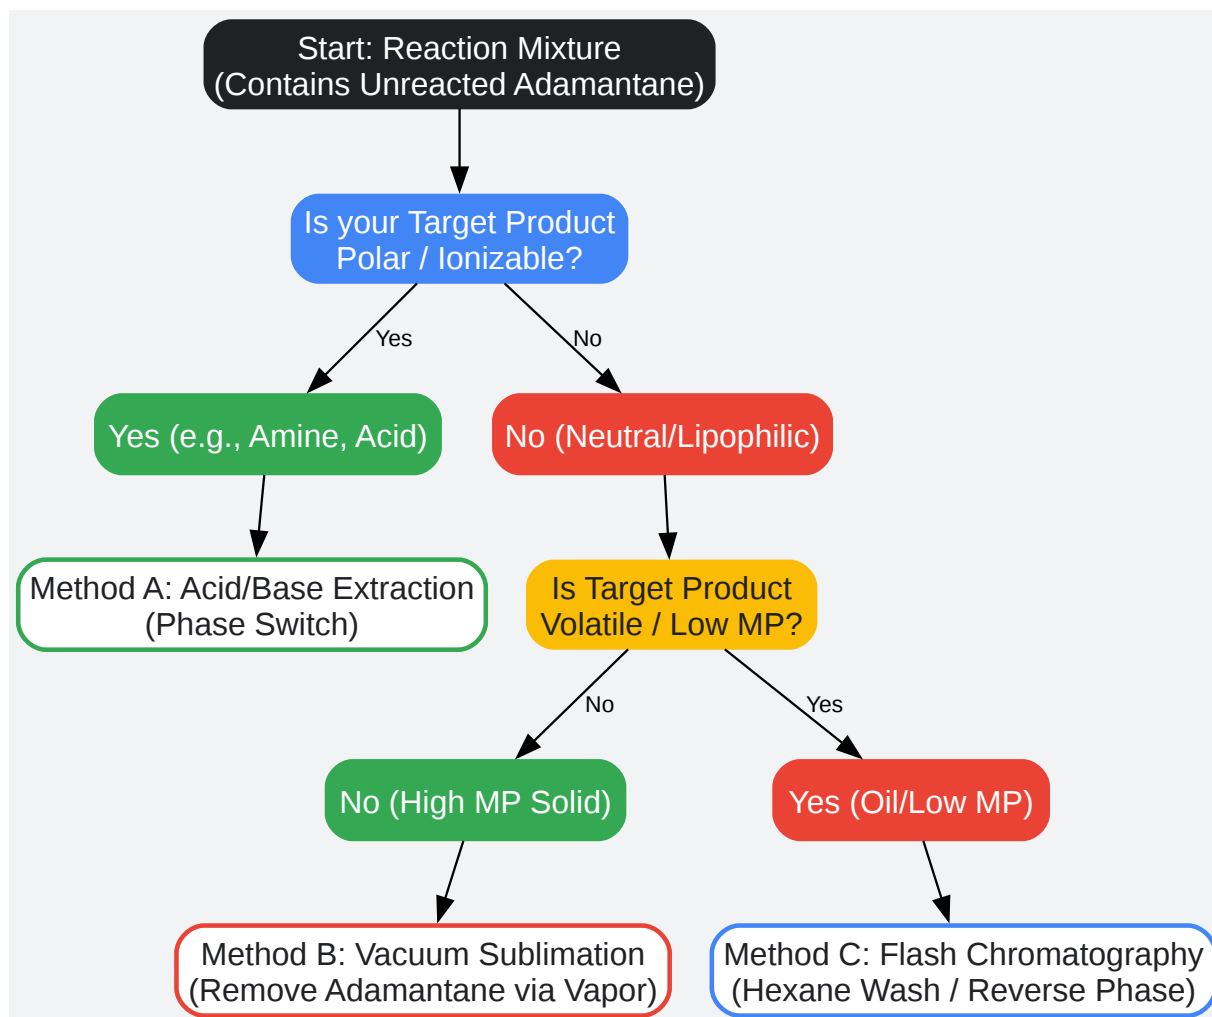 Start: Reaction Mixture
(Contains Unreacted Adamantane)
Is your Target Product
Polar / Ionizable?
Yes
No
Yes (e.g., Amine, Acid)
No (Neutral/Lipophilic)
Method A: Acid/Base Extraction
(Phase Switch)
Is Target Product
Volatile / Low MP?
No
Yes
No (High MP Solid)
Yes (Oil/Low MP)
Method B: Vacuum Sublimation
(Remove Adamantane via Vapor)
Method C: Flash Chromatography
(Hexane Wash / Reverse Phase)